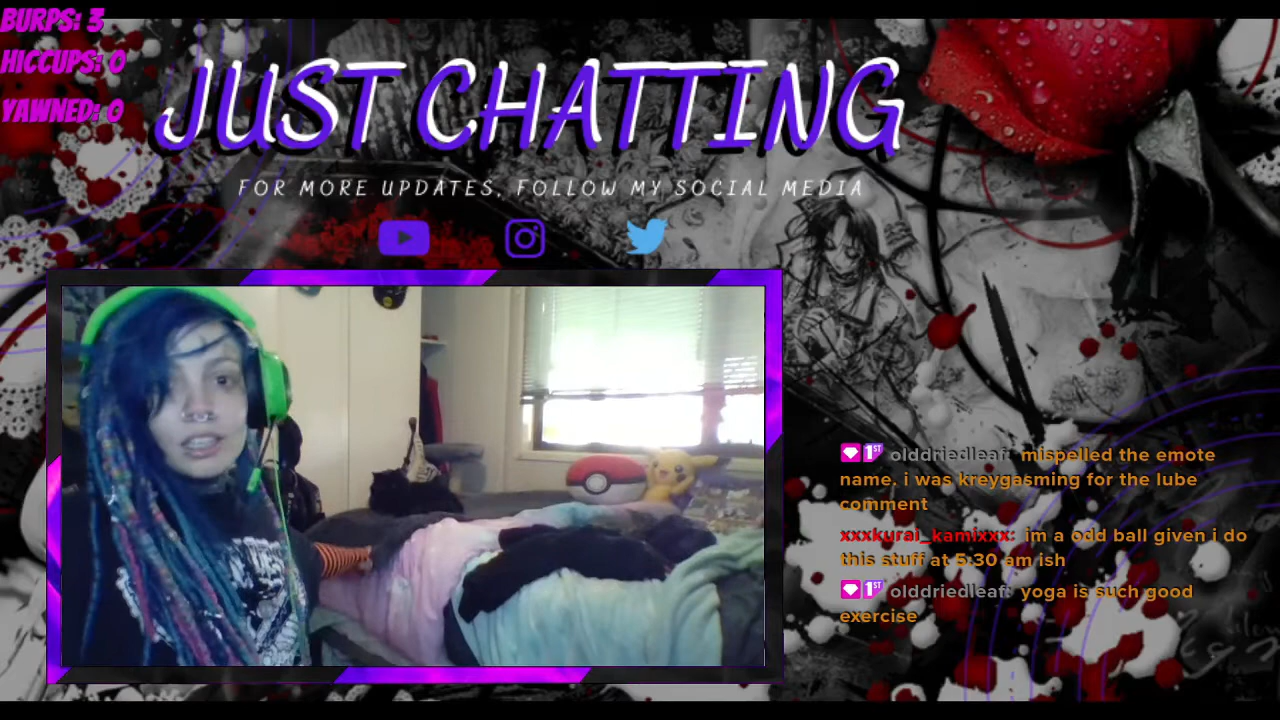 BURPS: 3
HICCUPS: 0
YAWNED: 0
JUST CHATTING
FOR MORE UPDATES, FOLLOW MY SOCIAL MEDIA
1ST olddriedleaf: mispelled the emote
name. i was kreygasming for the lube
comment
xxxkurai_kamixxx: im a odd ball given i do
this stuff at 5:30 am ish
1ST olddriedleaf: yoga is such good
exercise